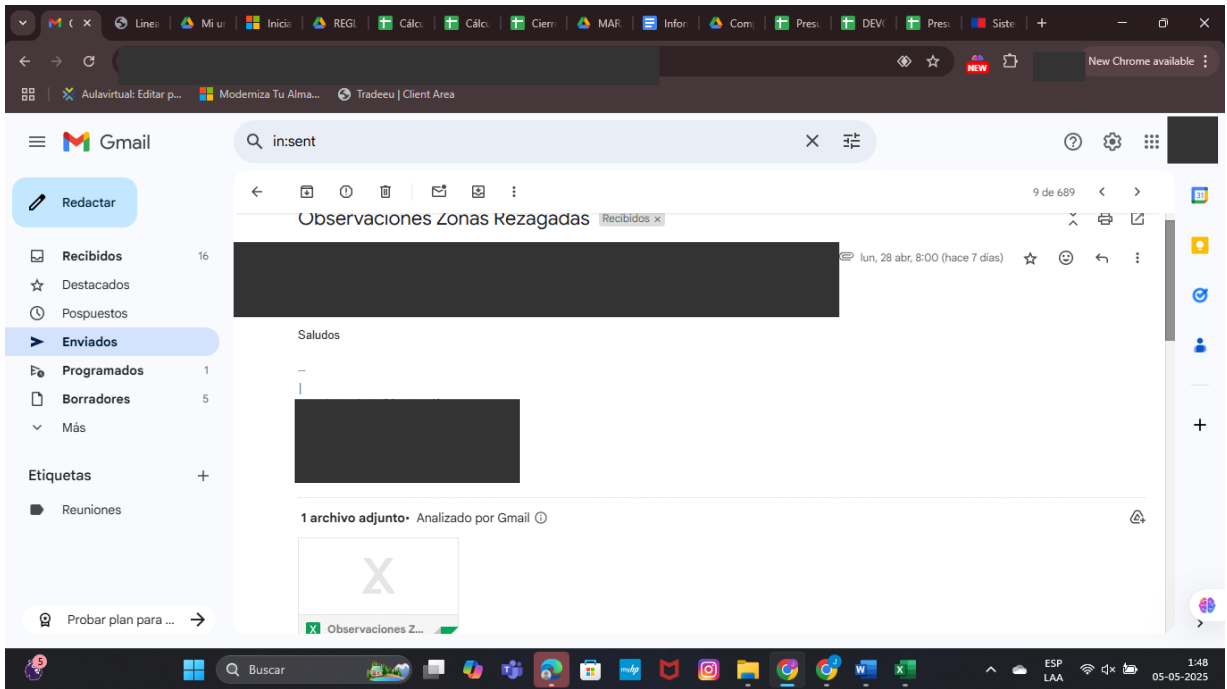 M (
Linea
Mi u
Inicia
REGL
Cálcu
Cálcu
Cierr
MAR
Infor
Com
Presu
DEVO
Presu
Siste
NEW
New Chrome available
Aulavirtual: Editar p...
Moderniza Tu Alma...
Tradeeu | Client Area
Gmail
in:sent
Redactar
9 de 689
Observaciones Zonas Rezagadas
Recibidos ×
Recibidos 16
lun, 28 abr, 8:00 (hace 7 días)
Destacados
Pospuestos
Enviados
Saludos
Programados 1
--
|
Borradores 5
Más
Etiquetas
Reuniones
1 archivo adjunto• Analizado por Gmail
X
Observaciones Z...
Probar plan para ...
31
5
Buscar
ESP
LAA
1:48
05-05-2025